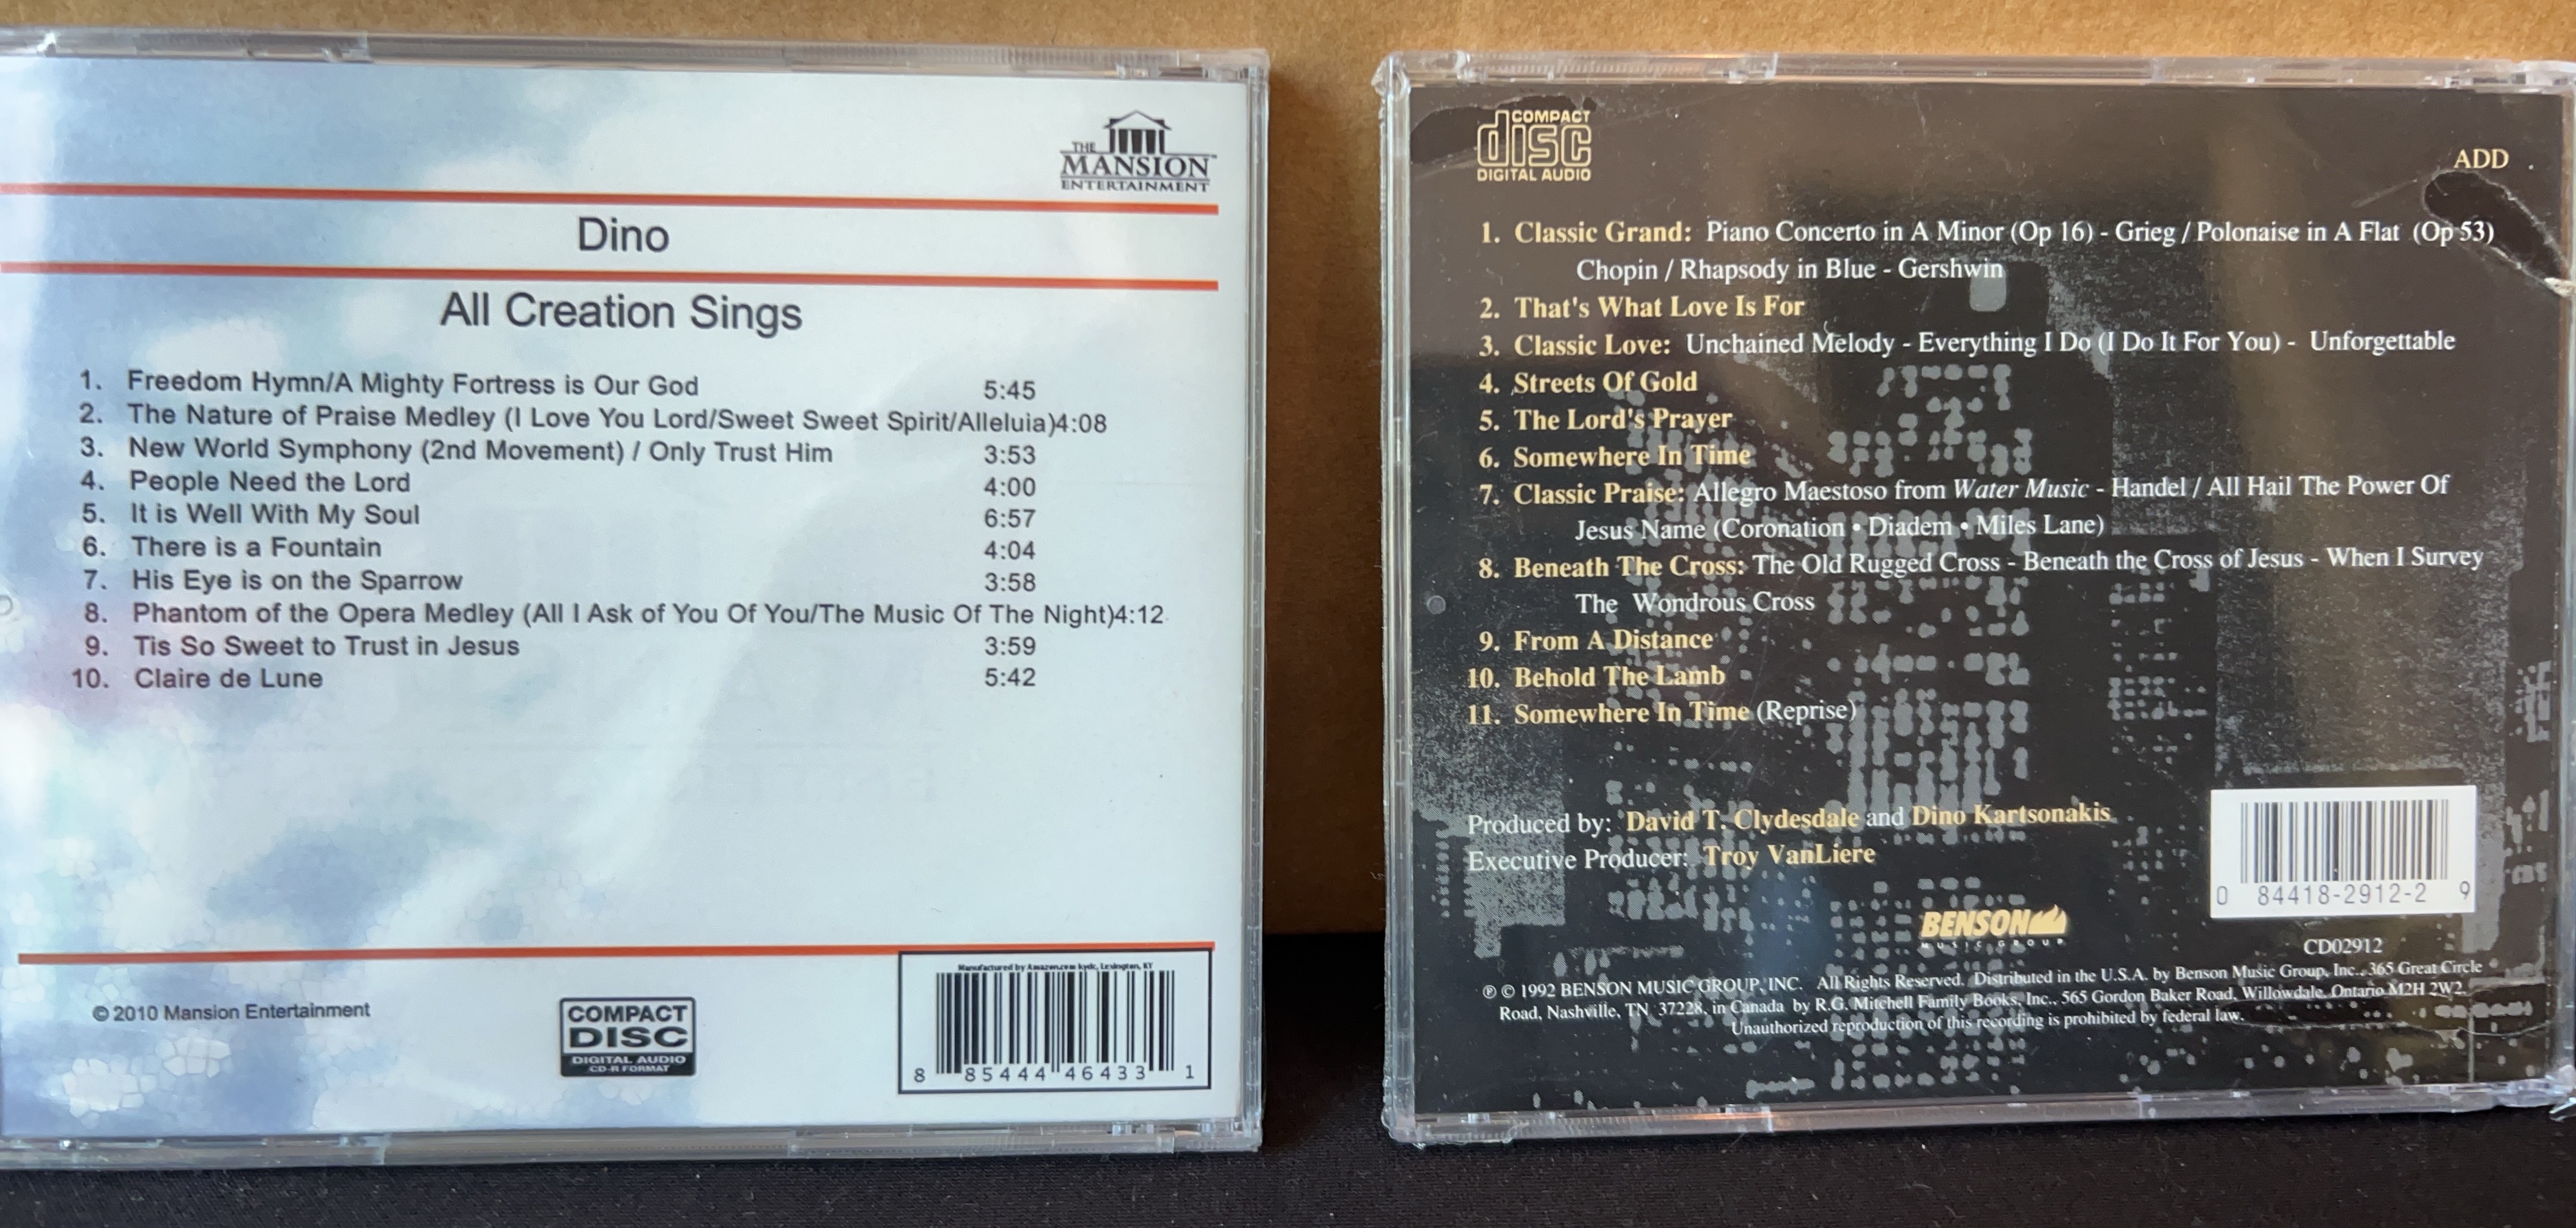 THE
MANSION
ENTERTAINMENT
Dino
All Creation Sings
1. Freedom Hymn/A Mighty Fortress is Our God 5:45
2. The Nature of Praise Medley (I Love You Lord/Sweet Sweet Spirit/Alleluia)4:08
3. New World Symphony (2nd Movement) / Only Trust Him 3:53
4. People Need the Lord 4:00
5. It is Well With My Soul 6:57
6. There is a Fountain 4:04
7. His Eye is on the Sparrow 3:58
8. Phantom of the Opera Medley (All I Ask of You Of You/The Music Of The Night)4:12
9. Tis So Sweet to Trust in Jesus 3:59
10. Claire de Lune 5:42
© 2010 Mansion Entertainment
COMPACT
DISC
DIGITAL AUDIO
CD-R FORMAT
Manufactured by Amazon.com kydc, Lexington, KY
8 85444 46433 1
COMPACT
disc
DIGITAL AUDIO
ADD
1. Classic Grand: Piano Concerto in A Minor (Op 16) - Grieg / Polonaise in A Flat (Op 53)
Chopin / Rhapsody in Blue - Gershwin
2. That's What Love Is For
3. Classic Love: Unchained Melody - Everything I Do (I Do It For You) - Unforgettable
4. Streets Of Gold
5. The Lord's Prayer
6. Somewhere In Time
7. Classic Praise: Allegro Maestoso from Water Music - Handel / All Hail The Power Of
Jesus Name (Coronation • Diadem • Miles Lane)
8. Beneath The Cross: The Old Rugged Cross - Beneath the Cross of Jesus - When I Survey
The Wondrous Cross
9. From A Distance
10. Behold The Lamb
11. Somewhere In Time (Reprise)
Produced by: David T. Clydesdale and Dino Kartsonakis
Executive Producer: Troy VanLiere
0 84418-2912-2 9
BENSON
MUSIC GROUP
CD02912
℗ © 1992 BENSON MUSIC GROUP, INC. All Rights Reserved. Distributed in the U.S.A. by Benson Music Group, Inc., 365 Great Circle
Road, Nashville, TN 37228, in Canada by R.G. Mitchell Family Books, Inc., 565 Gordon Baker Road, Willowdale, Ontario M2H 2W2.
Unauthorized reproduction of this recording is prohibited by federal law.